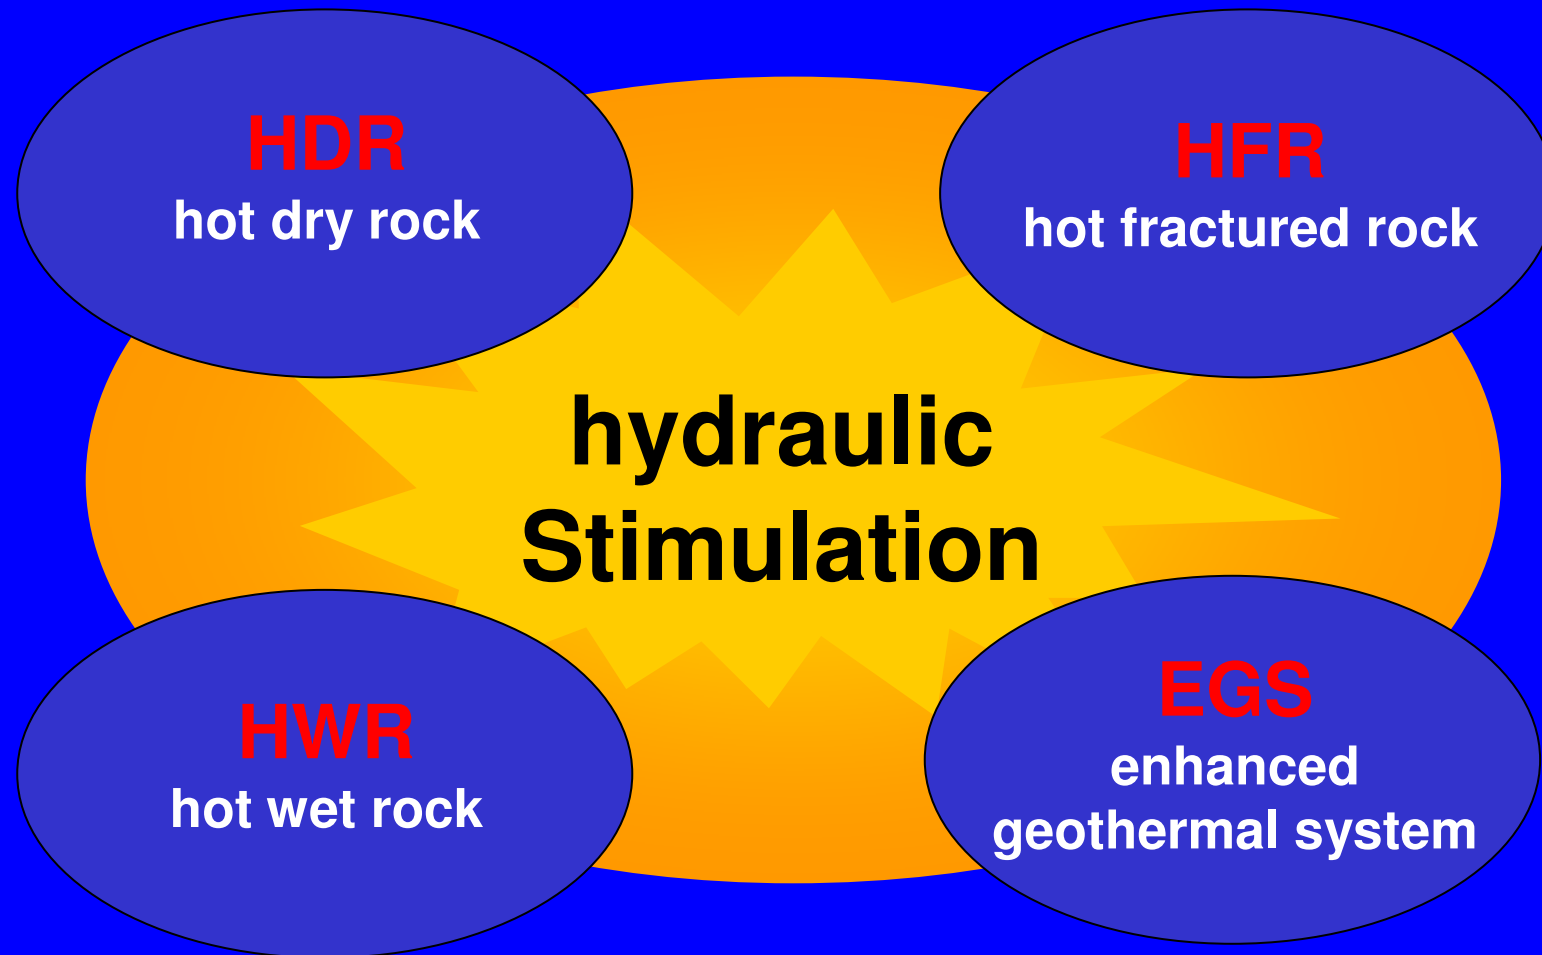 HDR
hot dry rock
HFR
hot fractured rock
hydraulic
Stimulation
HWR
hot wet rock
EGS
enhanced
geothermal system